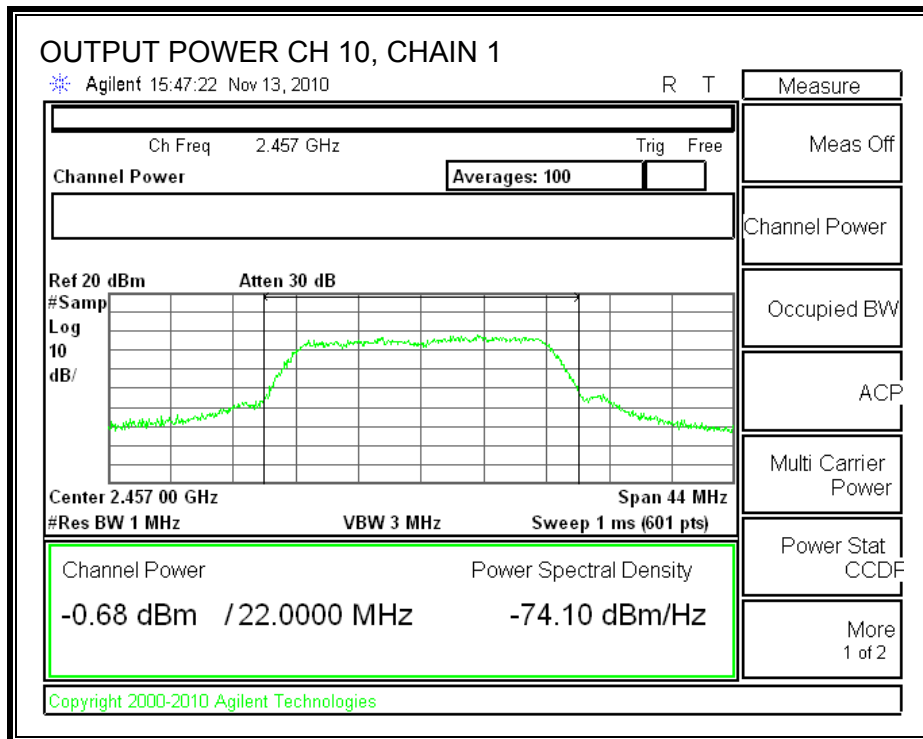 OUTPUT POWER CH 10, CHAIN 1
Agilent 15:47:22 Nov 13, 2010 R T
Measure
Ch Freq 2.457 GHz Trig Free
Meas Off
Channel Power Averages: 100
Channel Power
Ref 20 dBm Atten 30 dB
#Samp
Log
10
dB/
Occupied BW
ACP
Multi Carrier
Power
Center 2.457 00 GHz Span 44 MHz
#Res BW 1 MHz VBW 3 MHz Sweep 1 ms (601 pts)
Power Stat
CCDF
Channel Power Power Spectral Density
-0.68 dBm / 22.0000 MHz -74.10 dBm/Hz
More
1 of 2
Copyright 2000-2010 Agilent Technologies